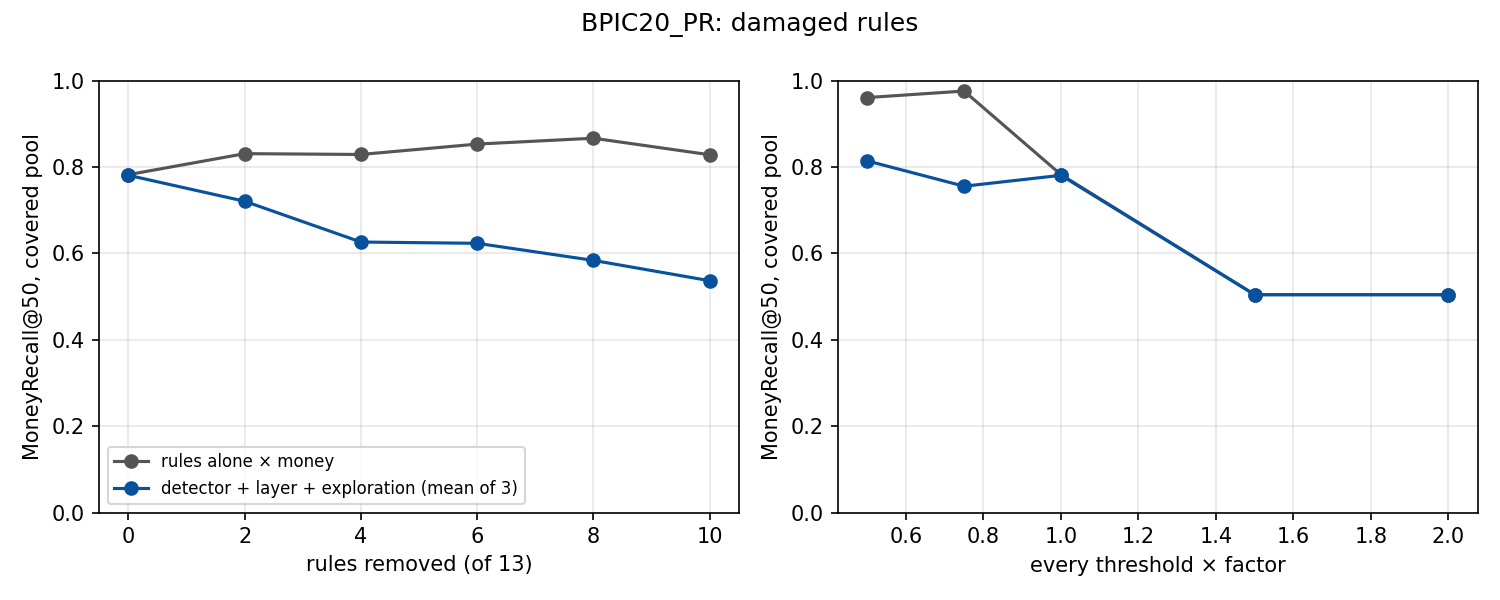 BPIC20_PR: damaged rules
MoneyRecall@50, covered pool
1.0
0.8
0.6
0.4
0.2
0.0
rules alone × money
detector + layer + exploration (mean of 3)
0 2 4 6 8 10
rules removed (of 13)
MoneyRecall@50, covered pool
1.0
0.8
0.6
0.4
0.2
0.0
0.6 0.8 1.0 1.2 1.4 1.6 1.8 2.0
every threshold × factor